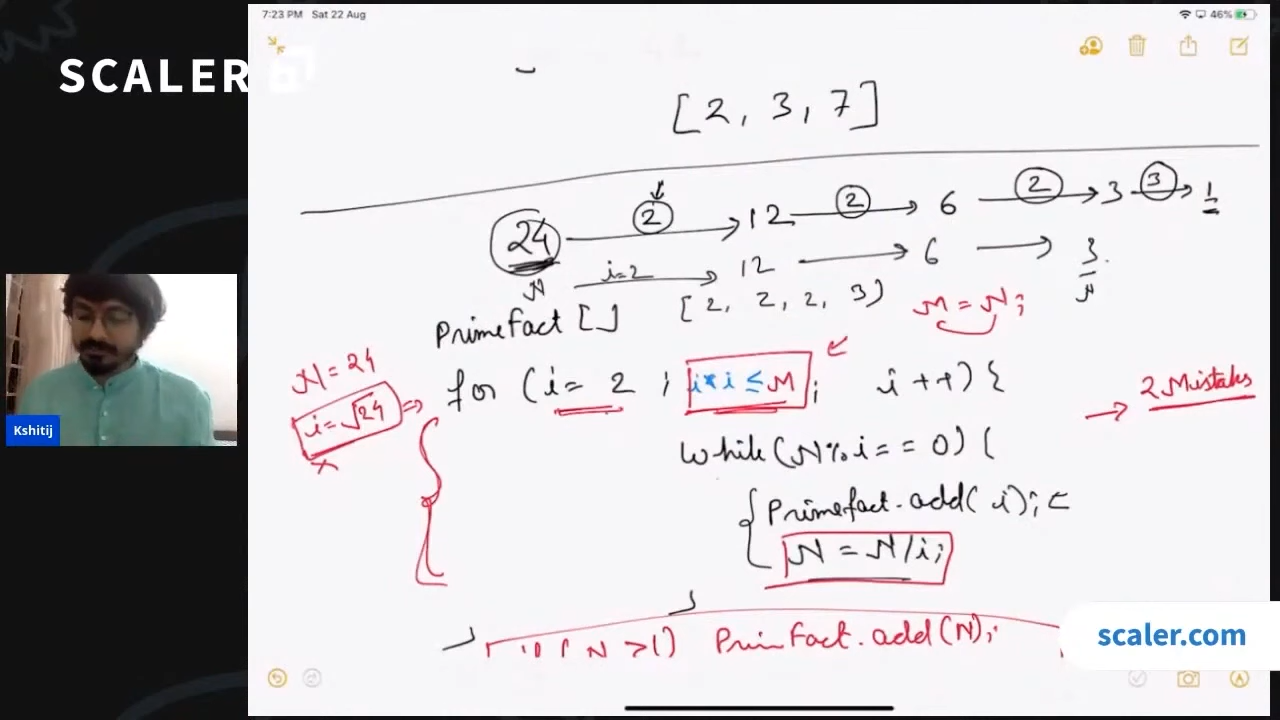 7:23 PM Sat 22 Aug
46%
SCALER
[2, 3, 7]
2 2 2 3
24 12 6 3 1
i=2 12 6 3
N N
Primefact [] [2, 2, 2, 3] M = N;
N = 24
for (i = 2 ; i*i ≤ M ; i++) {
i = √24 ⇒
2 Mistakes
x
while (N%i == 0) {
Primefact.add(i);
N = N/i;
if (N >1) Primfact.add(N);
Kshitij
scaler.com